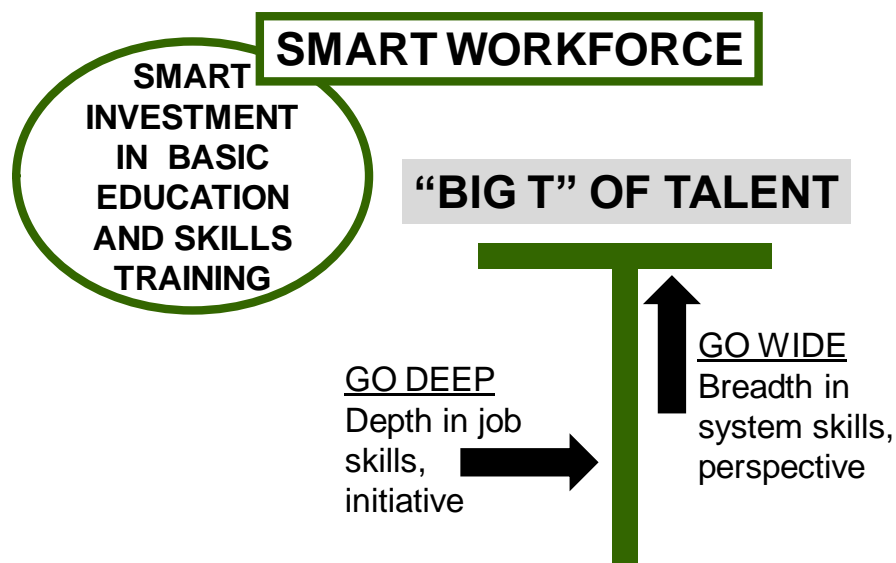 SMART WORKFORCE
SMART
INVESTMENT
IN BASIC
EDUCATION
AND SKILLS
TRAINING
“BIG T” OF TALENT
GO DEEP
Depth in job
skills,
initiative
GO WIDE
Breadth in
system skills,
perspective